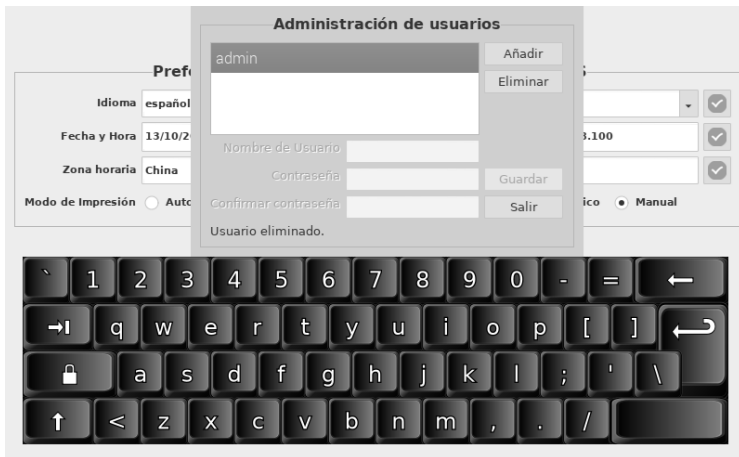 Administración de usuarios
admin
Añadir
Eliminar
Nombre de Usuario
Contraseña
Guardar
Confirmar contraseña
Salir
Usuario eliminado.
Idioma español
Fecha y Hora 13/10/2 3.100
Zona horaria China
Modo de Impresión Auto ico Manual
` 1 2 3 4 5 6 7 8 9 0 - = ←
q w e r t y u i o p [ ]
a s d f g h j k l ; ' \
< z x c v b n m , . /